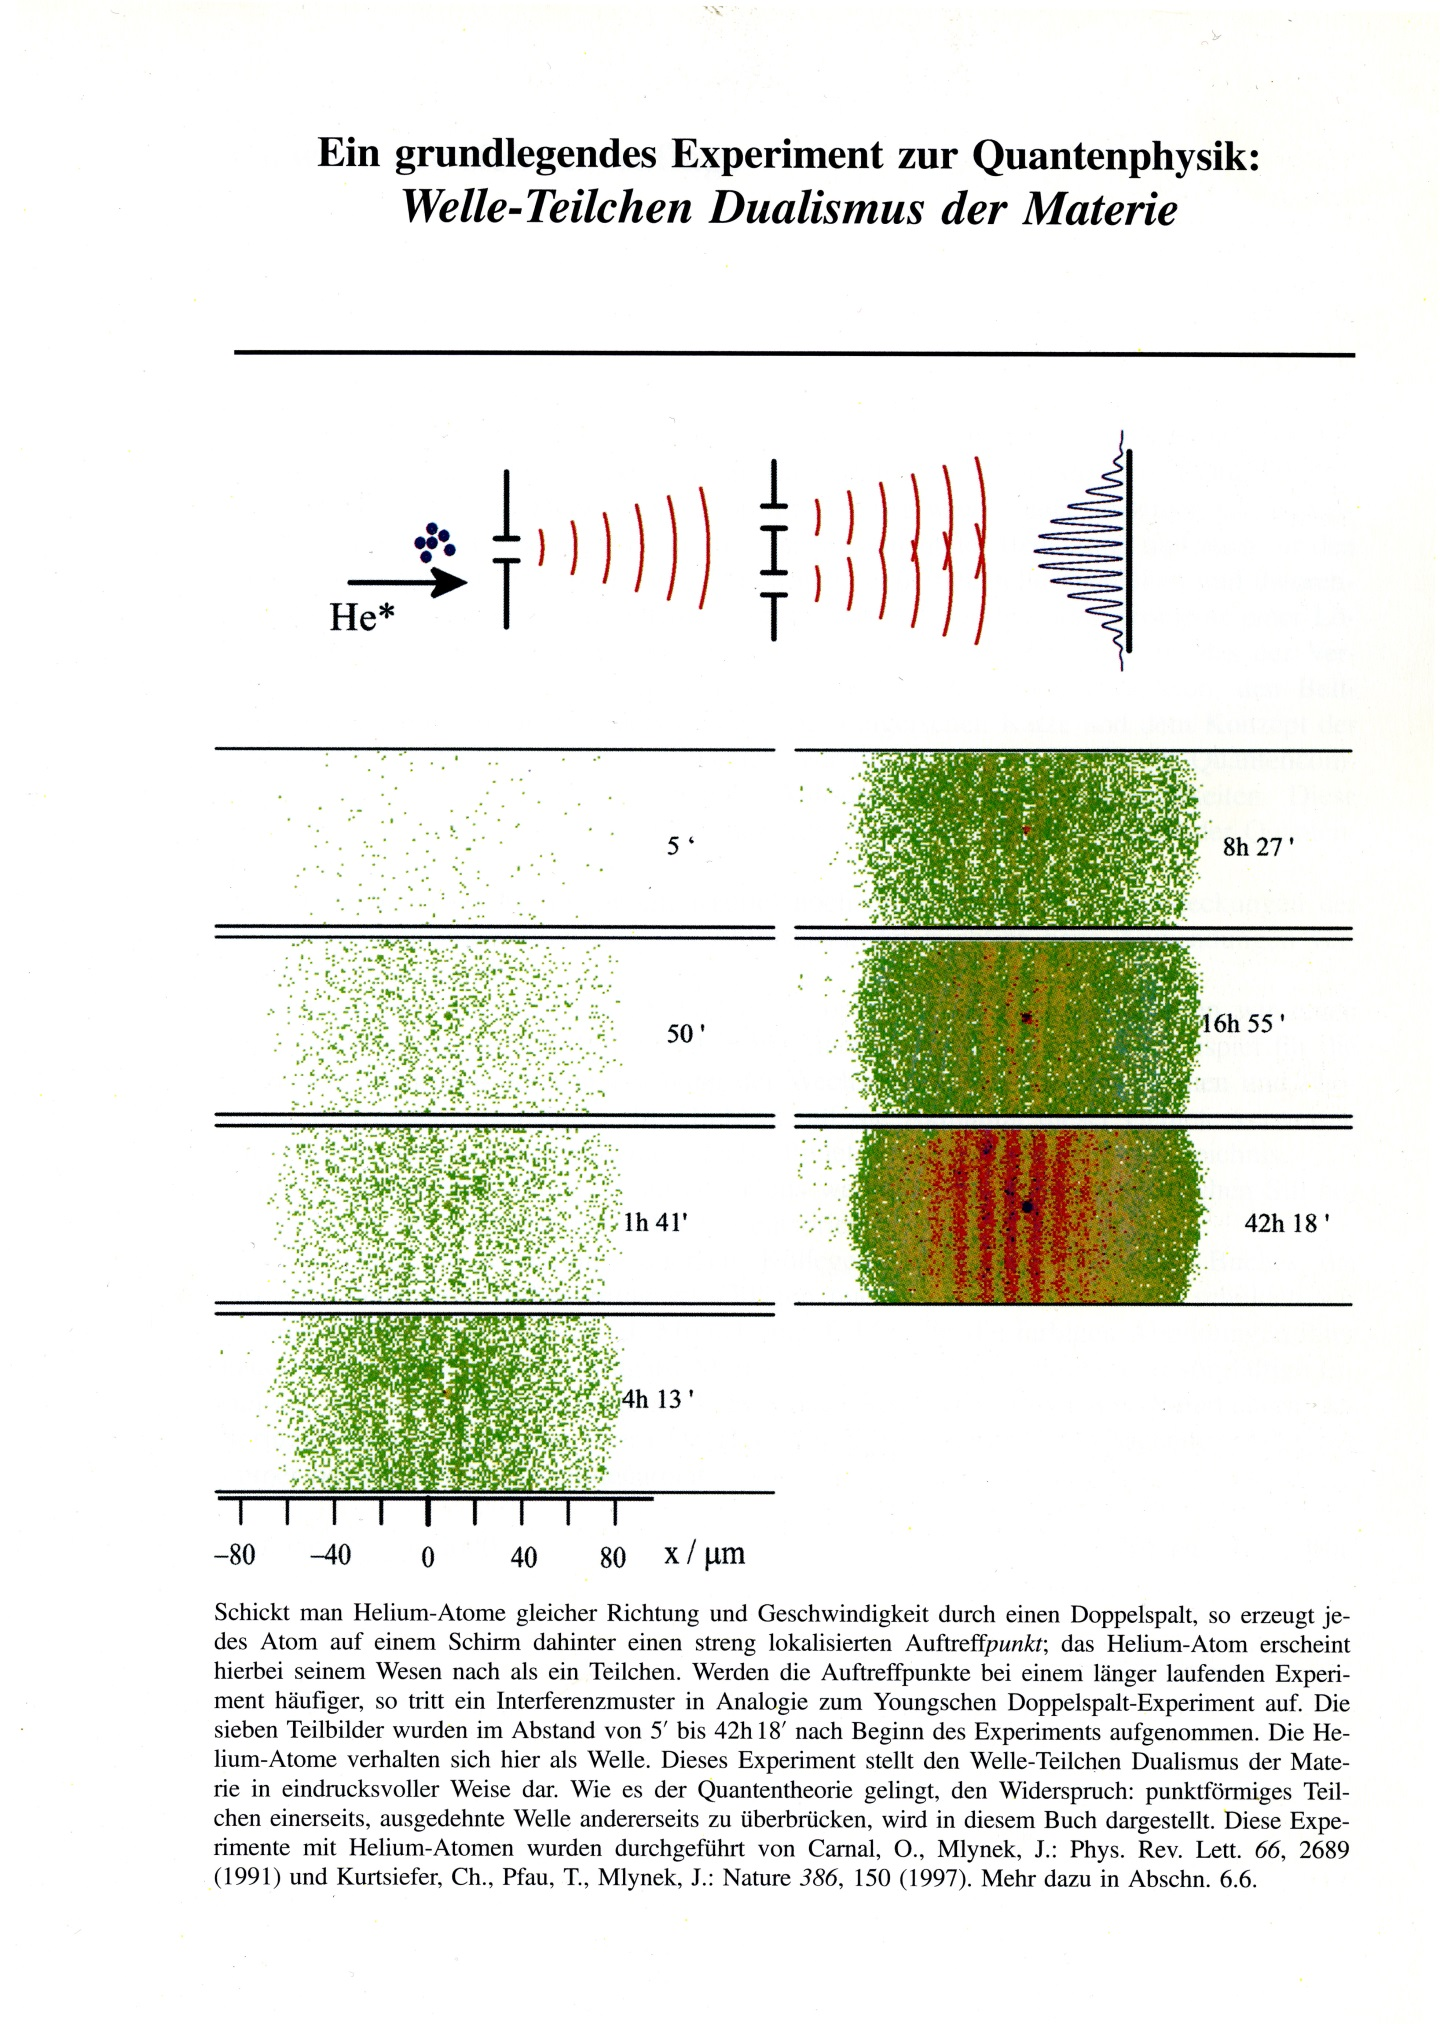 Ein grundlegendes Experiment zur Quantenphysik:
Welle-Teilchen Dualismus der Materie
He*
5 ‘
8h 27 '
50 '
16h 55 '
1h 41'
42h 18 '
4h 13 '
–80 –40 0 40 80 x / µm
Schickt man Helium-Atome gleicher Richtung und Geschwindigkeit durch einen Doppelspalt, so erzeugt je-
des Atom auf einem Schirm dahinter einen streng lokalisierten Auftreffpunkt; das Helium-Atom erscheint
hierbei seinem Wesen nach als ein Teilchen. Werden die Auftreffpunkte bei einem länger laufenden Experi-
ment häufiger, so tritt ein Interferenzmuster in Analogie zum Youngschen Doppelspalt-Experiment auf. Die
sieben Teilbilder wurden im Abstand von 5′ bis 42h 18′ nach Beginn des Experiments aufgenommen. Die He-
lium-Atome verhalten sich hier als Welle. Dieses Experiment stellt den Welle-Teilchen Dualismus der Mate-
rie in eindrucksvoller Weise dar. Wie es der Quantentheorie gelingt, den Widerspruch: punktförmiges Teil-
chen einerseits, ausgedehnte Welle andererseits zu überbrücken, wird in diesem Buch dargestellt. Diese Expe-
rimente mit Helium-Atomen wurden durchgeführt von Carnal, O., Mlynek, J.: Phys. Rev. Lett. 66, 2689
(1991) und Kurtsiefer, Ch., Pfau, T., Mlynek, J.: Nature 386, 150 (1997). Mehr dazu in Abschn. 6.6.